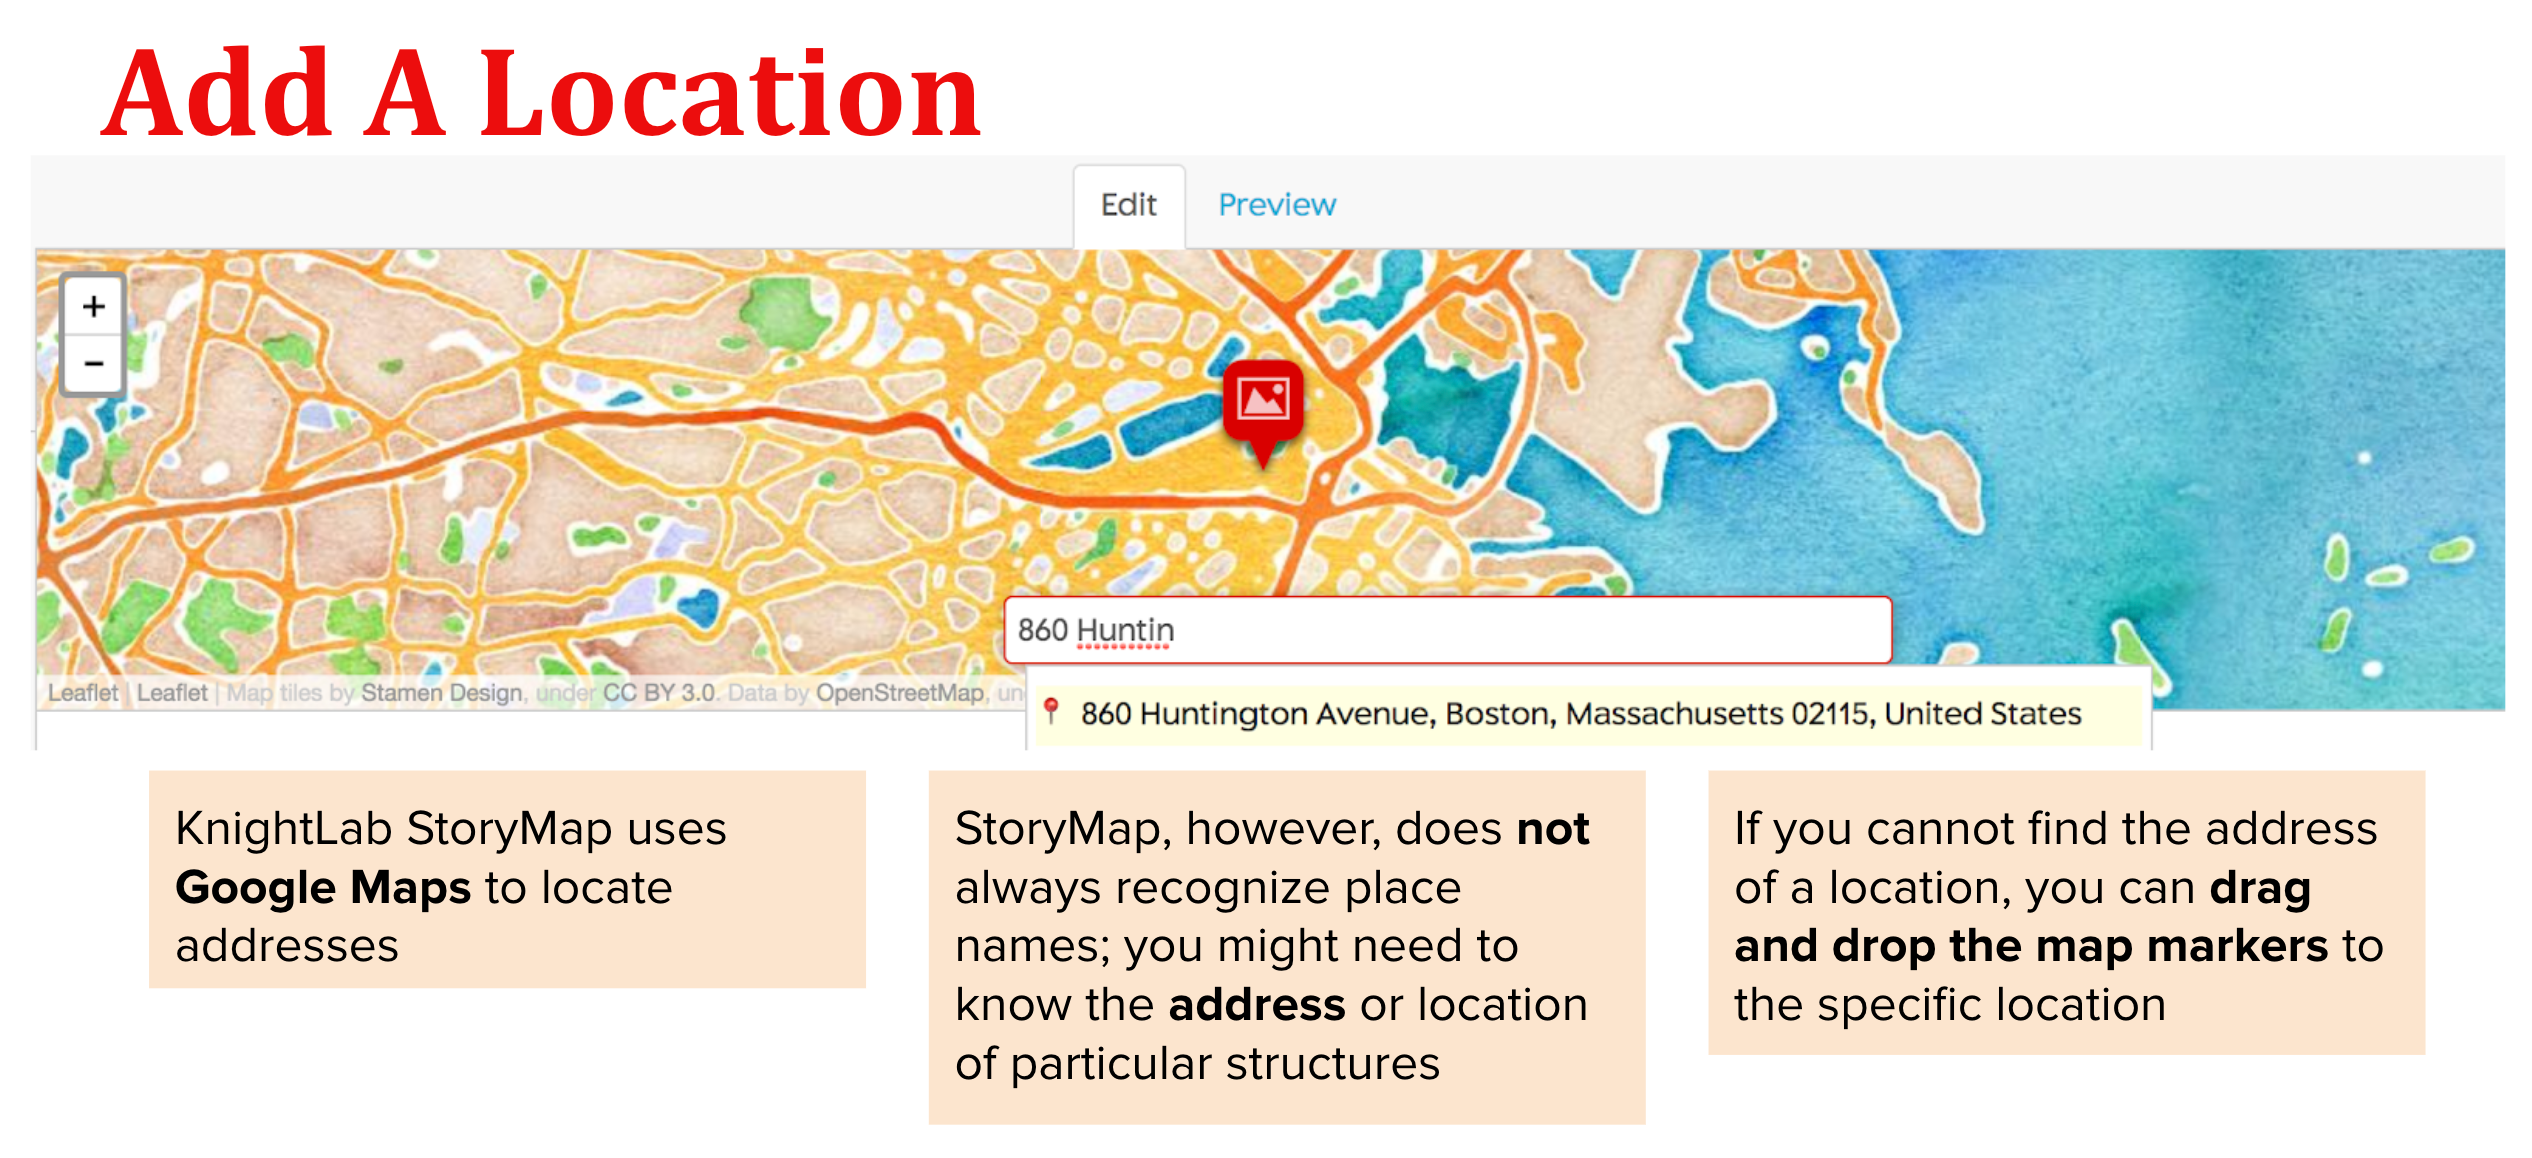 Add A Location
Edit Preview
+
−
860 Huntin
Leaflet | Leaflet | Map tiles by Stamen Design, under CC BY 3.0. Data by OpenStreetMap, un
860 Huntington Avenue, Boston, Massachusetts 02115, United States
KnightLab StoryMap uses
Google Maps to locate
addresses
StoryMap, however, does not
always recognize place
names; you might need to
know the address or location
of particular structures
If you cannot find the address
of a location, you can drag
and drop the map markers to
the specific location